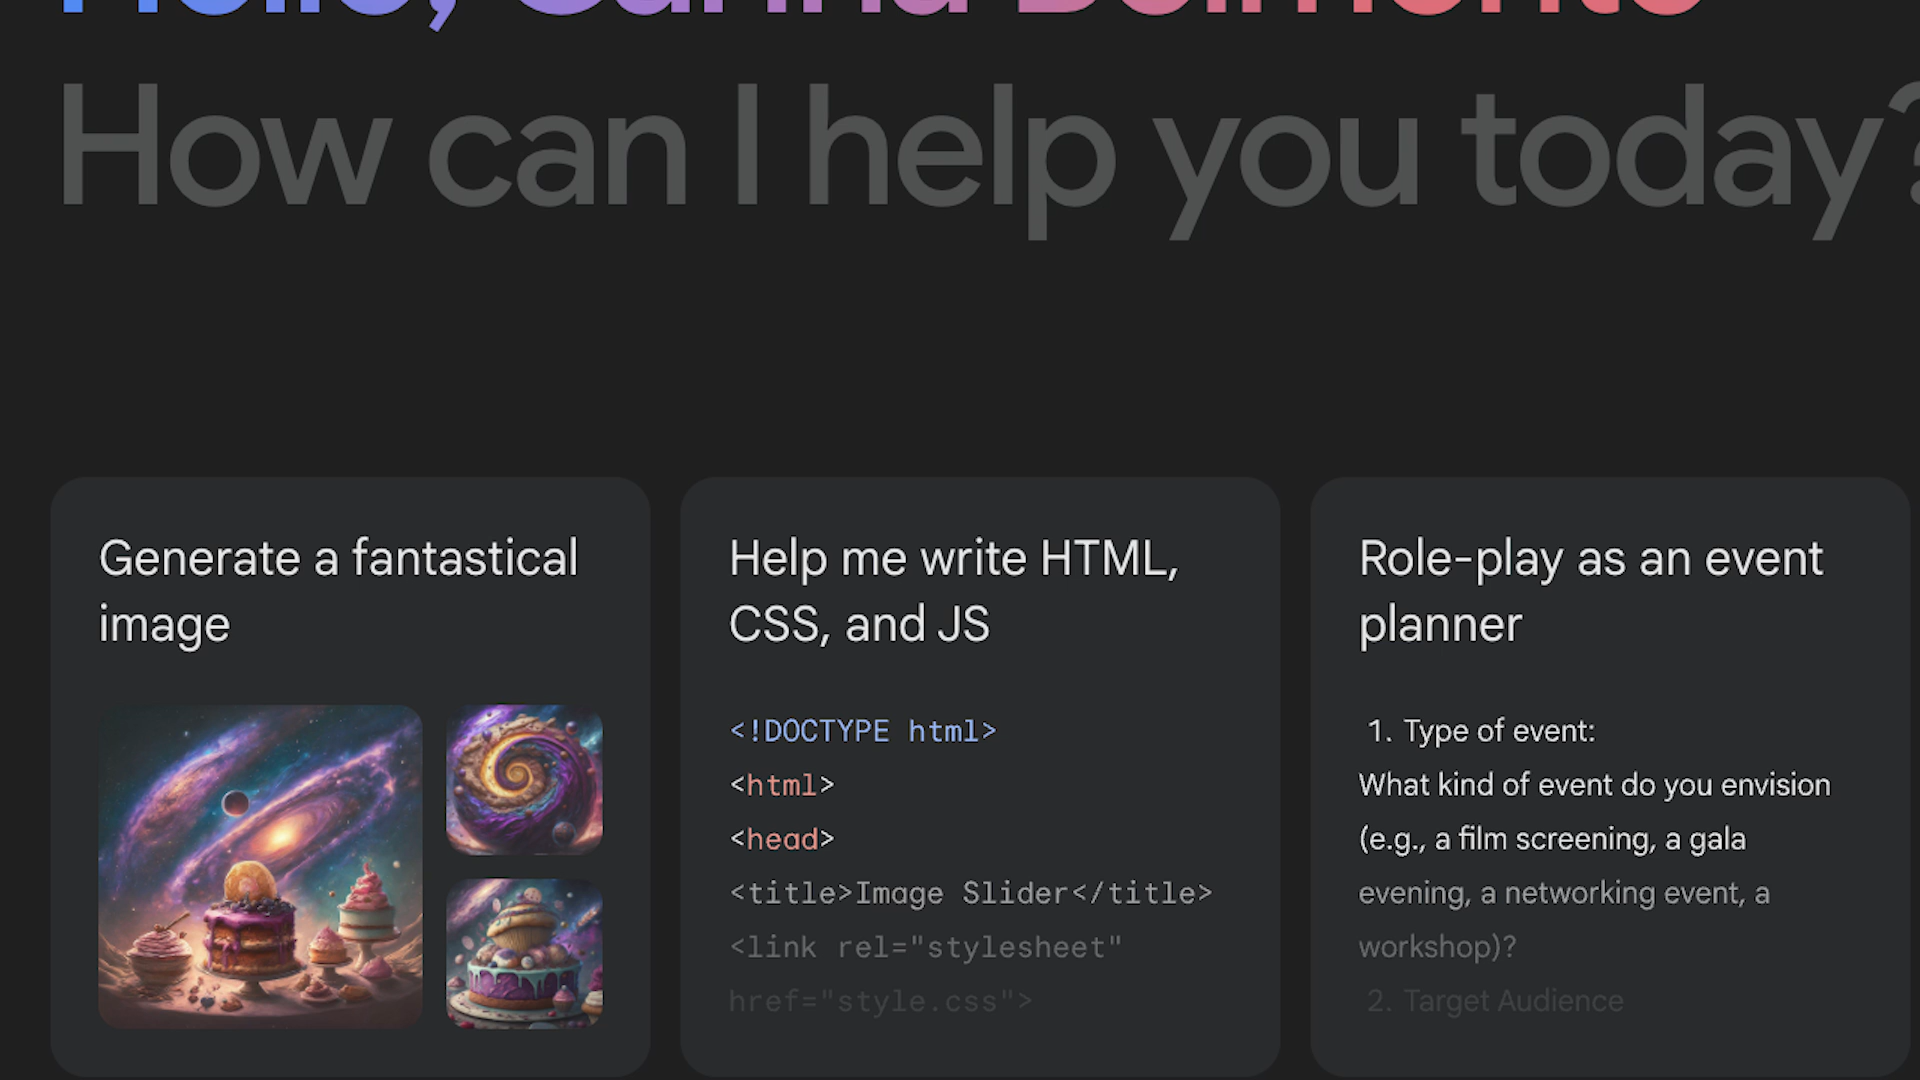 Hello,
How can I help you today?
Generate a fantastical
image
Help me write HTML,
CSS, and JS
<!DOCTYPE html>
<html>
<head>
<title>Image Slider</title>
<link rel="stylesheet"
href="style.css">
Role-play as an event
planner
1. Type of event:
What kind of event do you envision
(e.g., a film screening, a gala
evening, a networking event, a
workshop)?
2. Target Audience